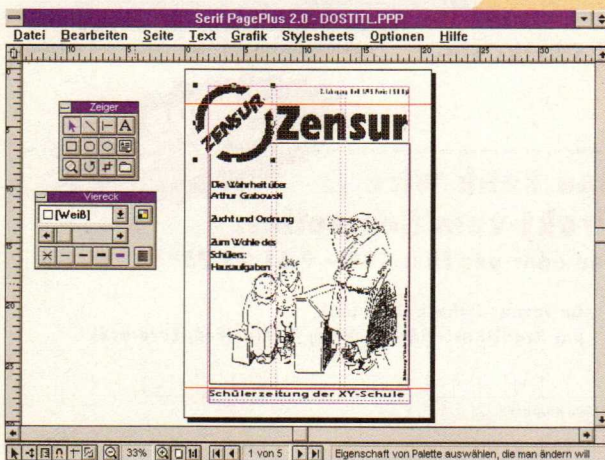 Serif PagePlus 2.0 - DOSTITL.PPP
Datei Bearbeiten Seite Text Grafik Stylesheets Optionen Hilfe
Zeiger
A
Viereck
[Weiß]
ZENSUR
Zensur
Die Wahrheit über
Arthur Grabowski
Zucht und Ordnung
Zum Wohle des
Schülers:
Hausaufgaben
Schülerzeitung der XY-Schule
33% 1 von 5 Eigenschaft von Palette auswählen, die man ändern will